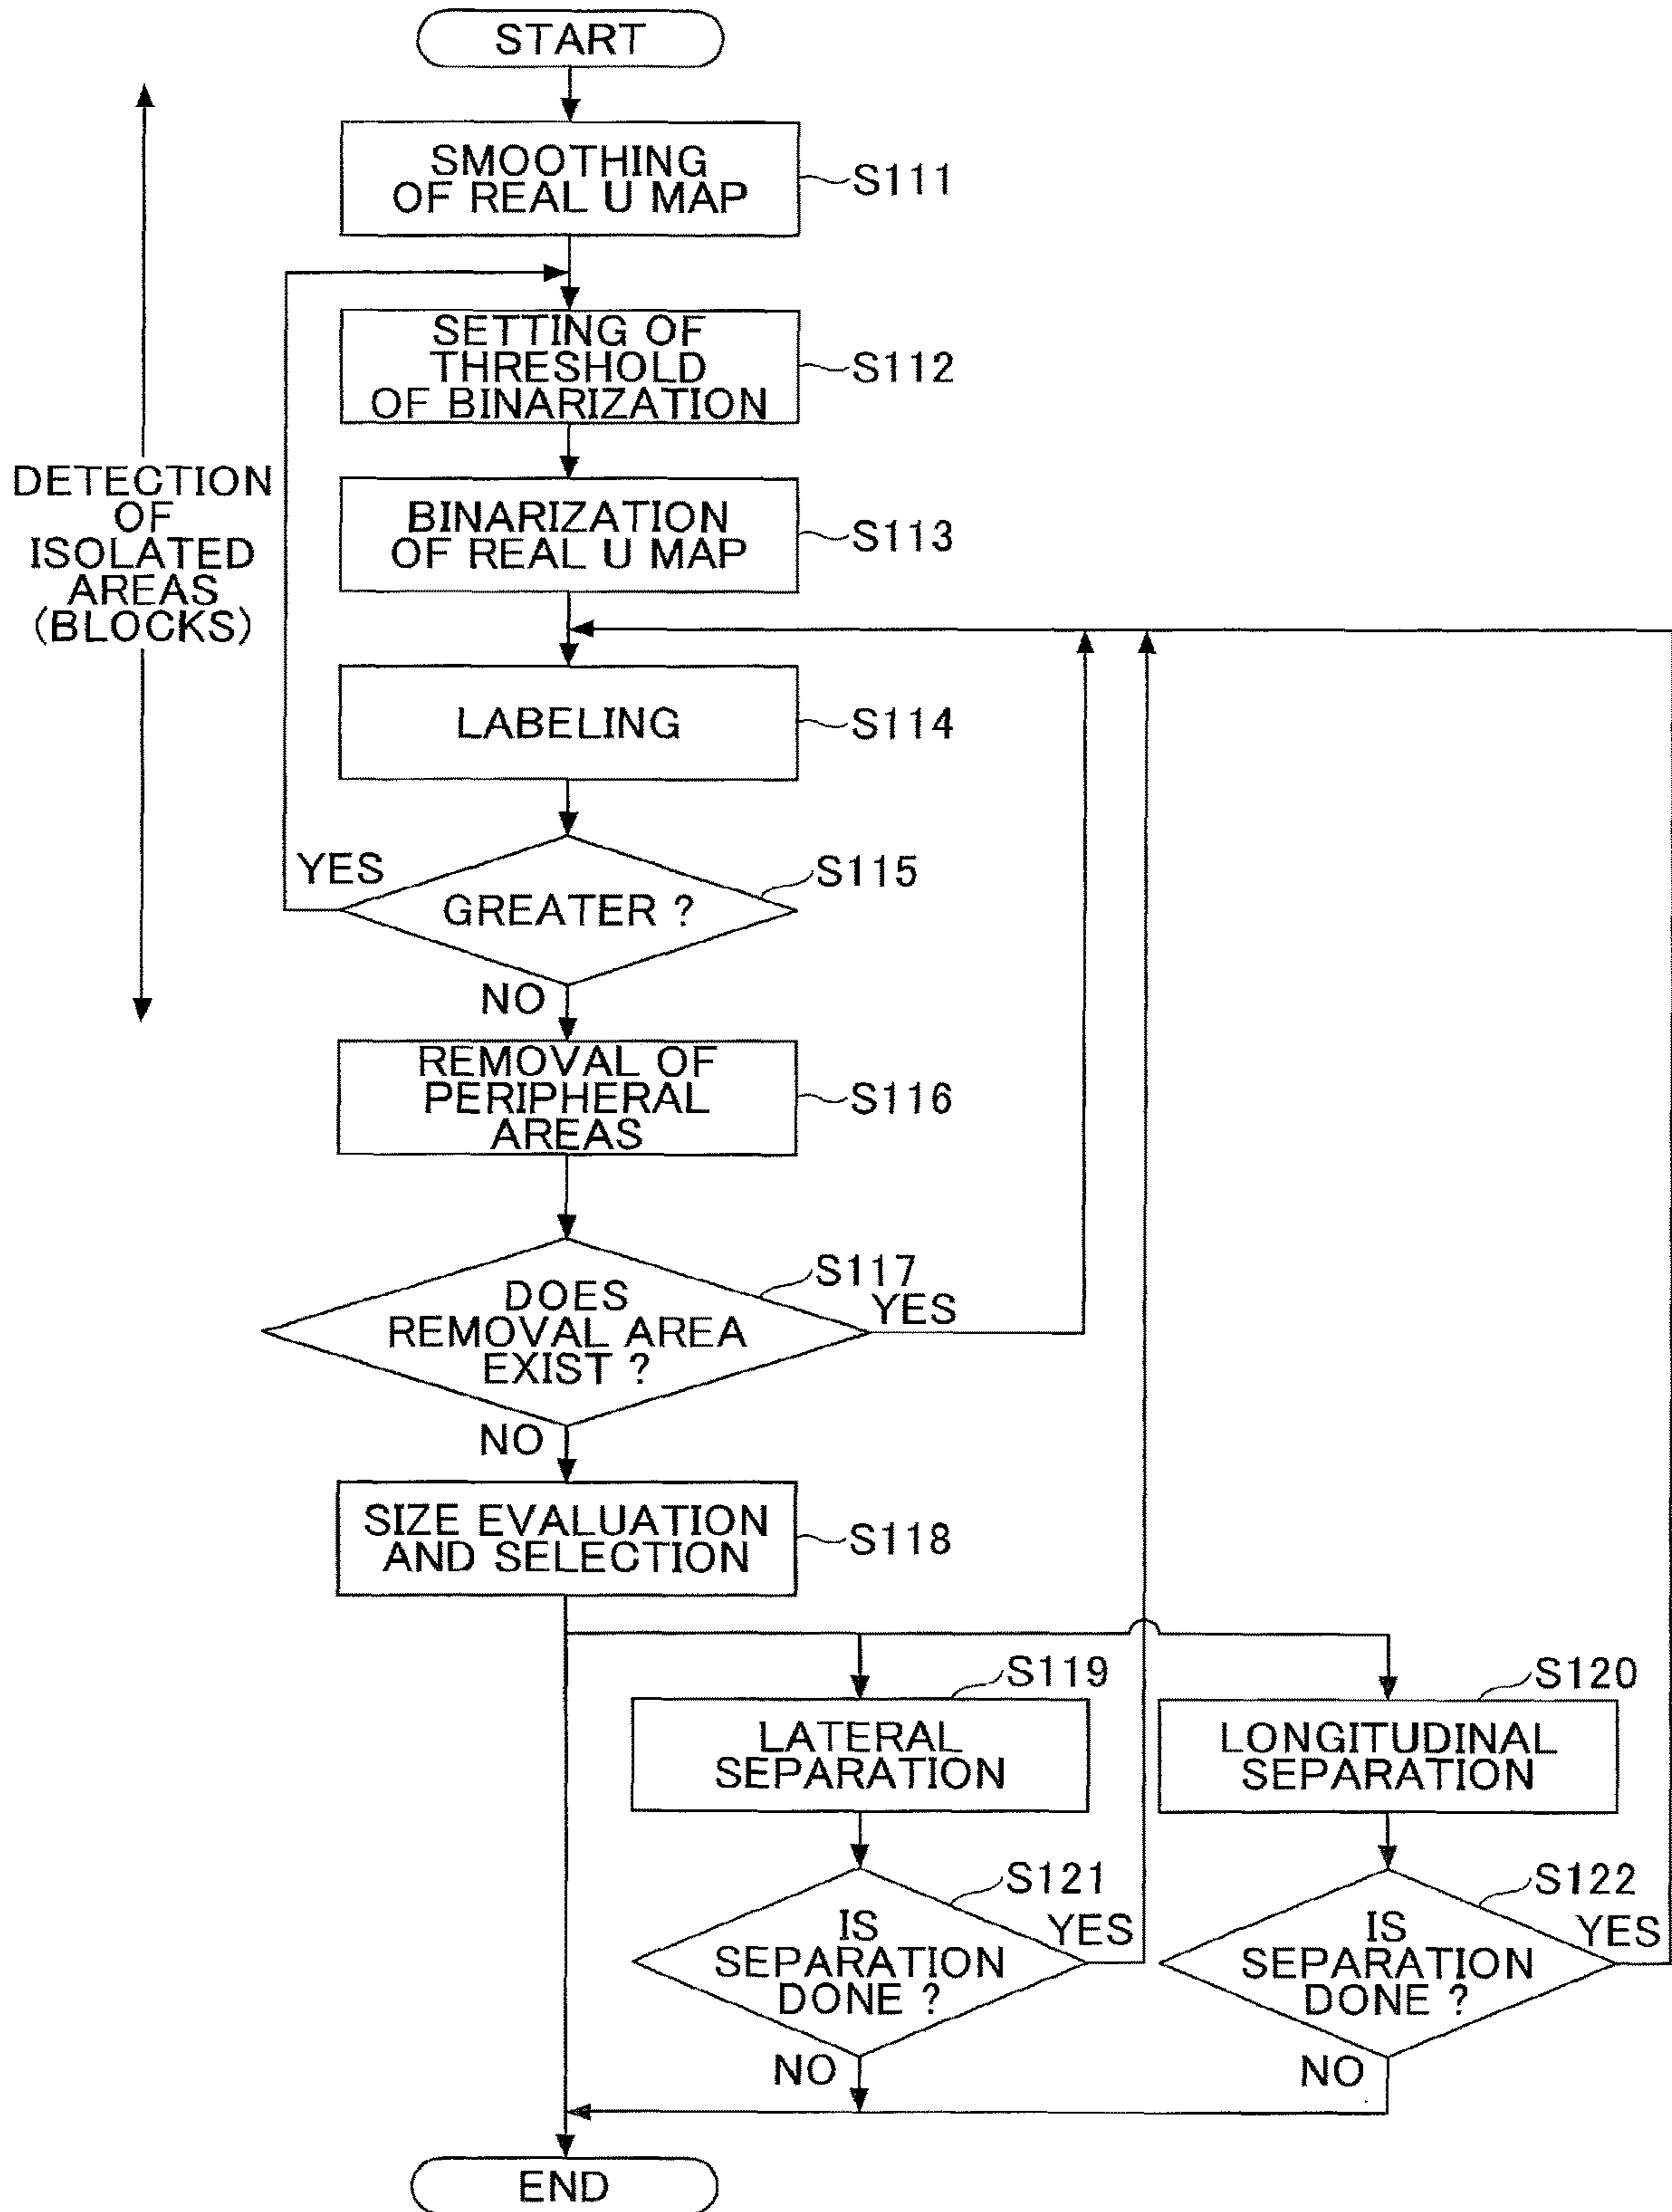 START
SMOOTHING
OF REAL U MAP
S111
SETTING OF
THRESHOLD
OF BINARIZATION
S112
DETECTION
OF
ISOLATED
AREAS
(BLOCKS)
BINARIZATION
OF REAL U MAP
S113
LABELING
S114
YES
GREATER ?
S115
NO
REMOVAL OF
PERIPHERAL
AREAS
S116
DOES
REMOVAL AREA
EXIST ?
S117
YES
NO
SIZE EVALUATION
AND SELECTION
S118
S119
LATERAL
SEPARATION
S120
LONGITUDINAL
SEPARATION
S121
IS
SEPARATION
DONE ?
YES
NO
S122
IS
SEPARATION
DONE ?
YES
NO
END